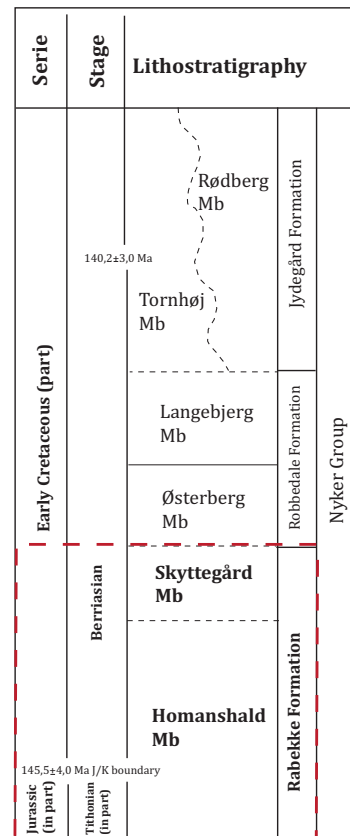 Serie
Stage
Lithostratigraphy
Rødberg
Mb
140,2±3,0 Ma
Tornhøj
Mb
Jydegård Formation
Langebjerg
Mb
Østerberg
Mb
Robbedale Formation
Nyker Group
Early Cretaceous (part)
Berriasian
Skyttegård
Mb
Homanshald
Mb
Rabekke Formation
145,5±4,0 Ma J/K boundary
Jurassic
(in part)
Tithonian
(in part)